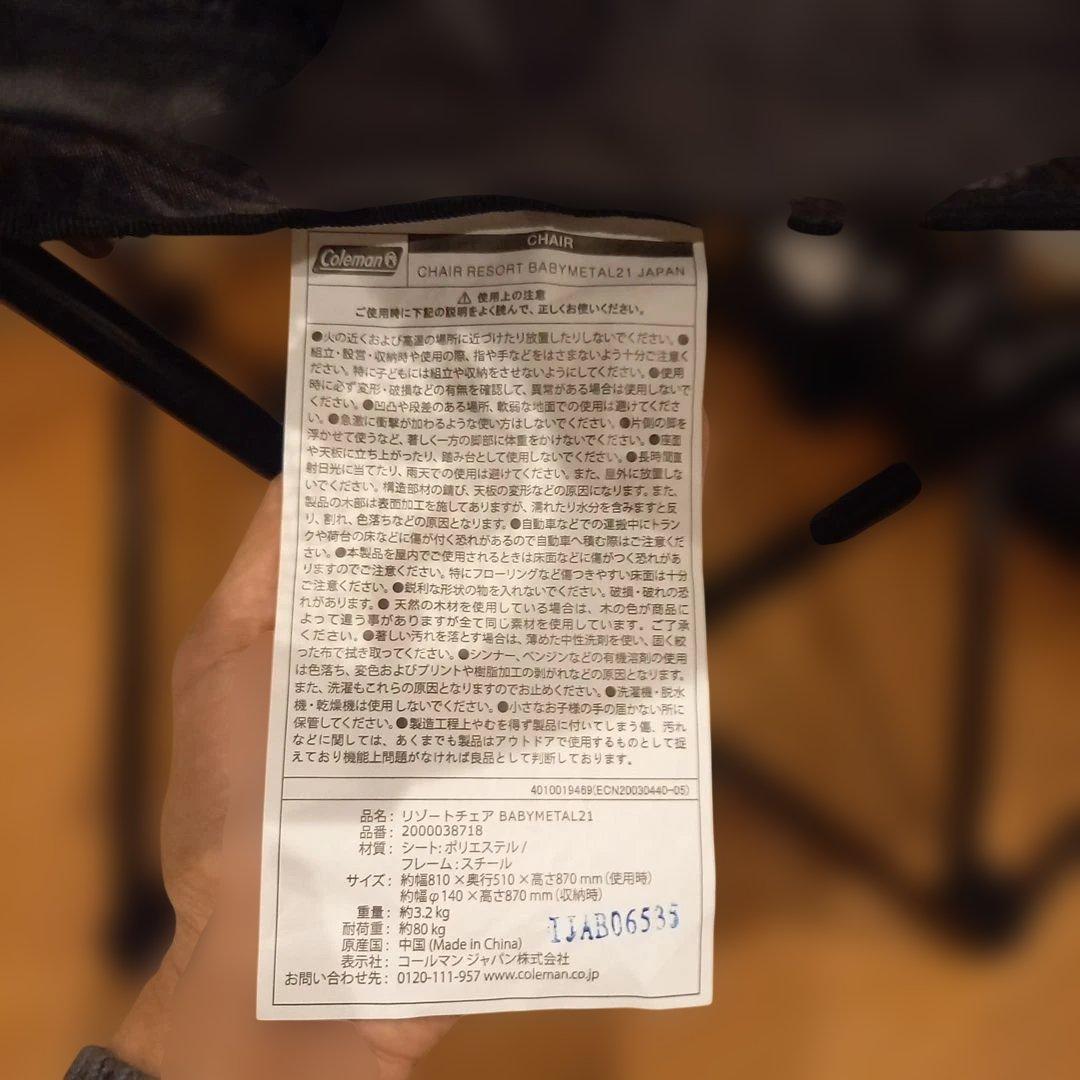 Coleman
CHAIR
CHAIR RESORT BABYMETAL21 JAPAN
⚠ 使用上の注意
ご使用時に下記の説明をよく読んで、正しくお使いください。
●火の近くおよび高温の場所に近づけたり放置したりしないでください。●
組立・設営・収納時や使用の際、指や手などをはさまないよう十分ご注意く
ださい。特に子どもには組立や収納をさせないようにしてください。●使用
時に必ず変形・破損などの有無を確認して、異常がある場合は使用しないで
ください。●凹凸や段差のある場所、軟弱な地面での使用は避けてくださ
い。●急激に衝撃が加わるような使い方はしないでください。●片側の脚を
浮かせて使うなど、著しく一方の脚部に体重をかけないでください。●座面
や天板に立ち上がったり、踏み台として使用しないでください。●長時間直
射日光に当てたり、雨天での使用は避けてください。また、屋外に放置しな
いでください。構造部材の錆び、天板の変形などの原因になります。また、
製品の木部は表面加工を施してありますが、濡れたり水分を含みますと反
り、割れ、色落ちなどの原因となります。●自動車などでの運搬中にトラン
クや荷台の床などに傷が付く恐れがあるので自動車へ積む際はご注意くだ
さい。●本製品を屋内でご使用されるときは床面などに傷がつく恐れがあ
りますのでご注意ください。特にフローリングなど傷つきやすい床面は十分
ご注意ください。●鋭利な形状の物を入れないでください。破損・破れの恐
れがあります。● 天然の木材を使用している場合は、木の色が商品に
よって違う事がありますが全て同じ素材を使用しています。ご了承
ください。●著しい汚れを落とす場合は、薄めた中性洗剤を使い、固く絞
った布で拭き取ってください。●シンナー、ベンジンなどの有機溶剤の使用
は色落ち、変色およびプリントや樹脂加工の剥がれなどの原因となります。
また、洗濯もこれらの原因となりますのでお止めください。●洗濯機・脱水
機・乾燥機は使用しないでください。●小さなお子様の手の届かない所に
保管してください。●製造工程上やむを得ず製品に付いてしまう傷、汚れ
などに関しては、あくまでも製品はアウトドアで使用するものとして捉
えており機能上問題がなければ良品として判断しております。
4010019469(ECN20030440-05)
品名: リゾートチェア BABYMETAL21
品番: 2000038718
材質: シート:ポリエステル/
フレーム:スチール
サイズ: 約幅810×奥行510×高さ870mm(使用時)
約幅φ140×高さ870mm(収納時)
重量: 約3.2kg
耐荷重: 約80kg
原産国: 中国 (Made in China)
表示社: コールマン ジャパン株式会社
お問い合わせ先: 0120-111-957 www.coleman.co.jp
IJAB06535